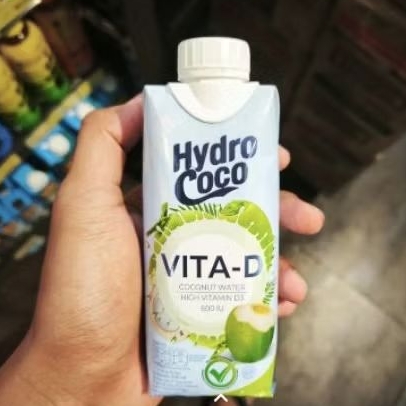 Hydro
Coco
VITA-D
COCONUT WATER
HIGH VITAMIN D3
600 IU